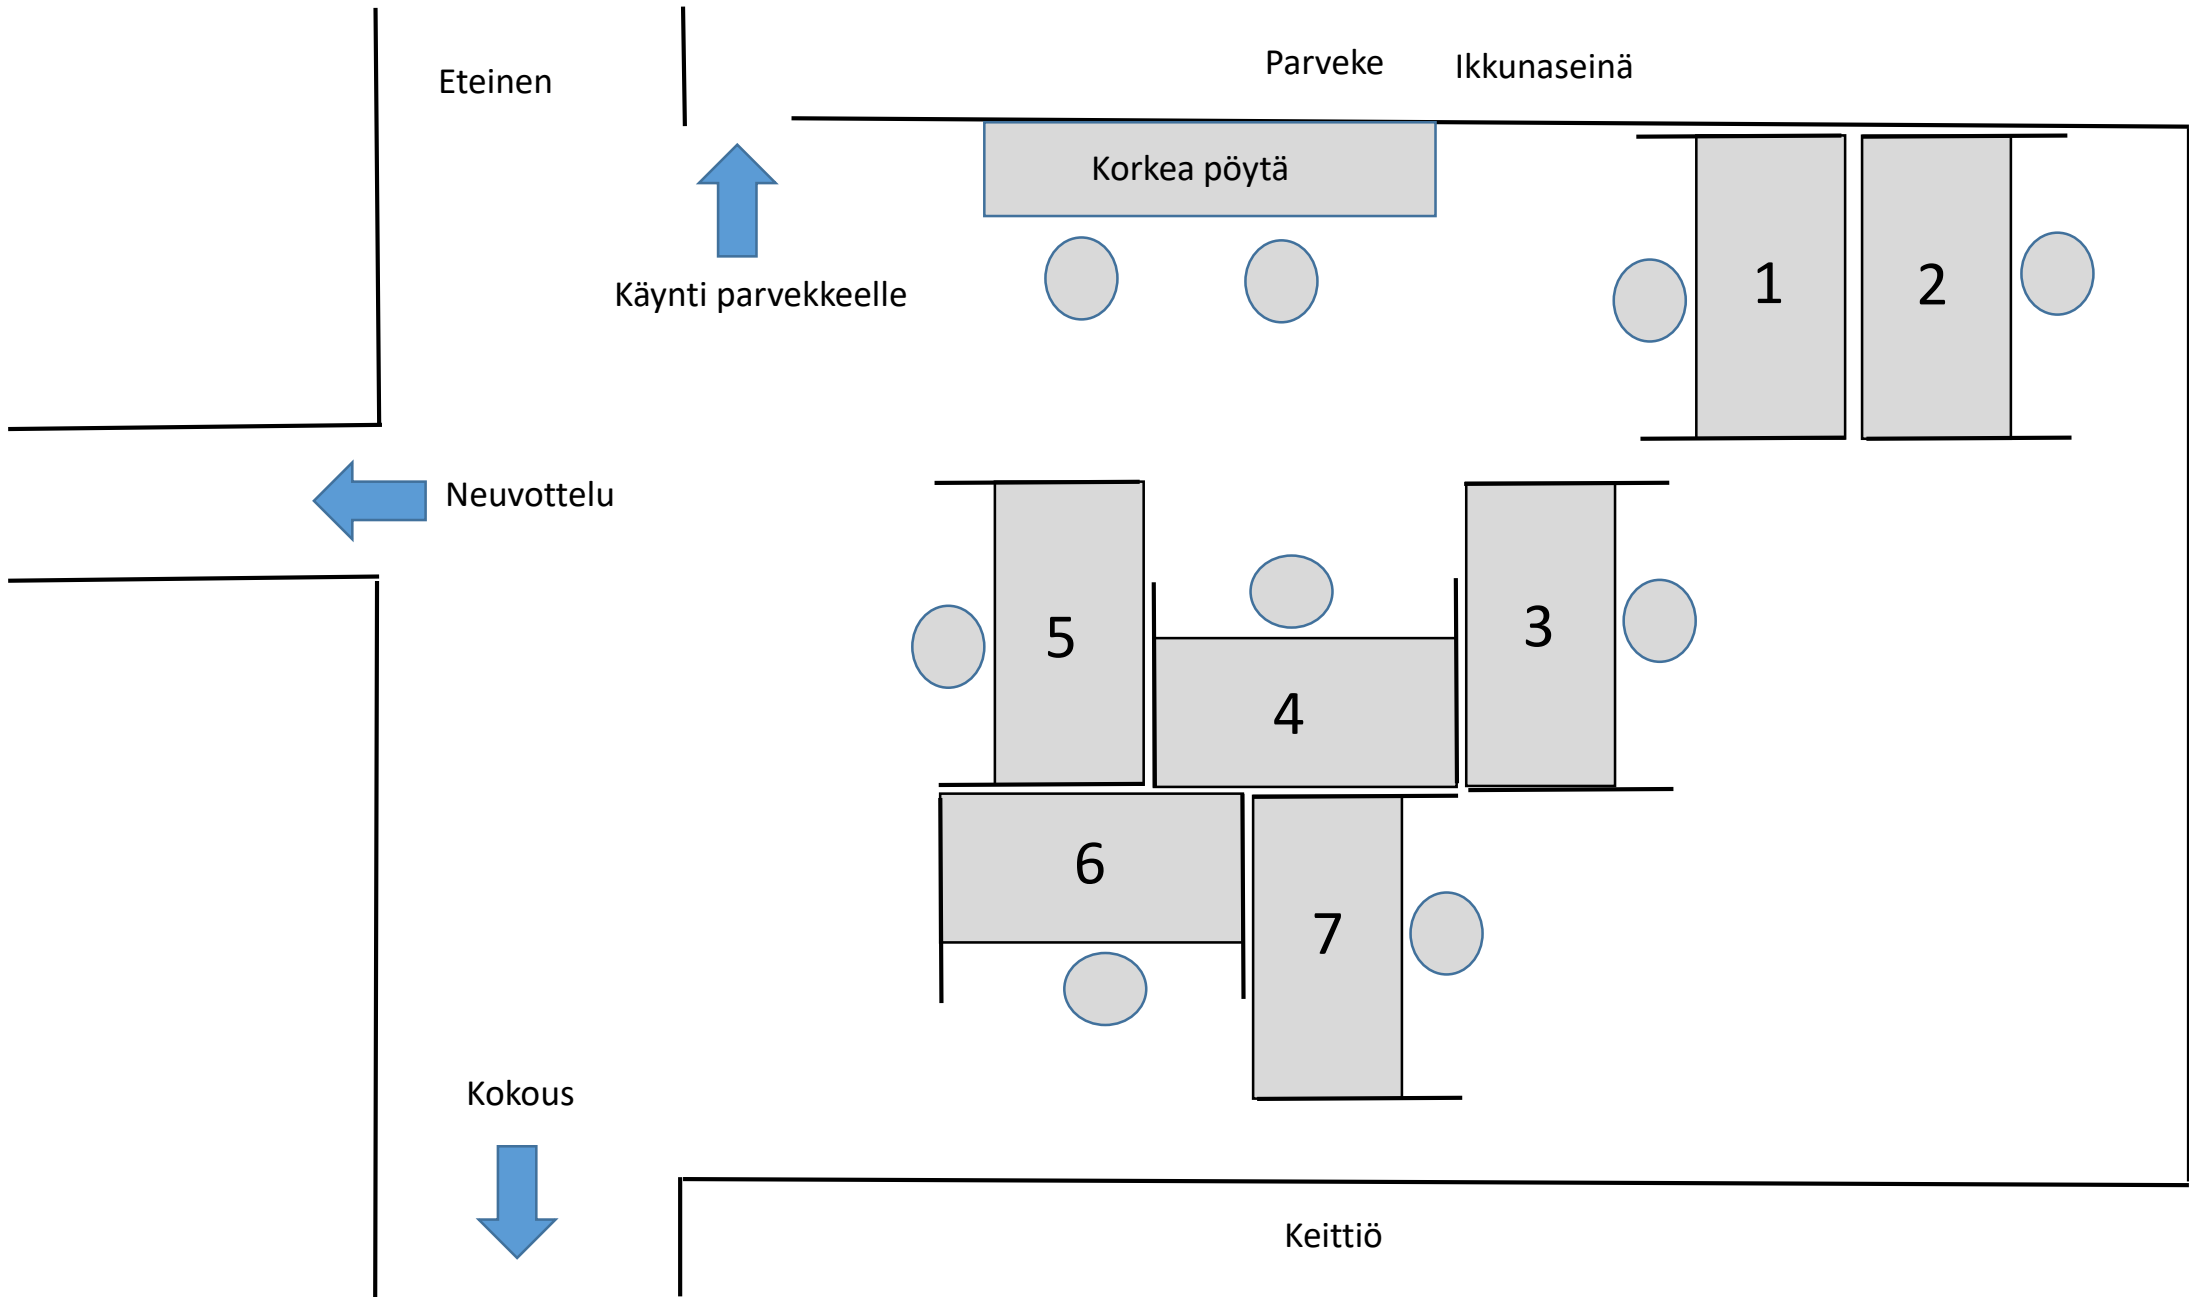 Parveke
Ikkunaseinä
Eteinen
Korkea pöytä
Käynti parvekkeelle
1
2
Neuvottelu
5
3
4
6
7
Kokous
Keittiö